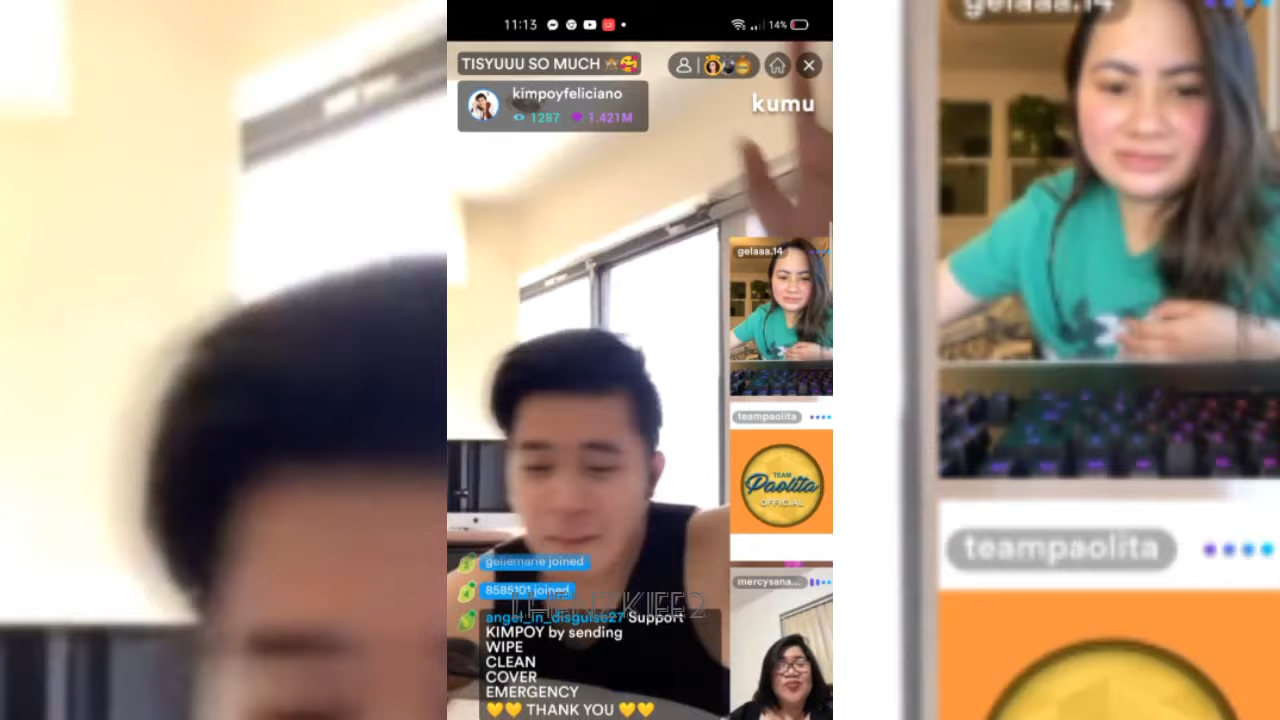 gelaaa.14
11:13
14%
TISYUUU SO MUCH
kimpoyfeliciano
1287 1.421M
kumu
gelaaa.14
teampaolita
TEAM
Paolita
OFFICIAL
teampaolita
geliemarie joined
8585101 joined
mercysana...
angel_in_disguise27 Support
KIMPOY by sending
WIPE
CLEAN
COVER
EMERGENCY
💛💛 THANK YOU 💛💛